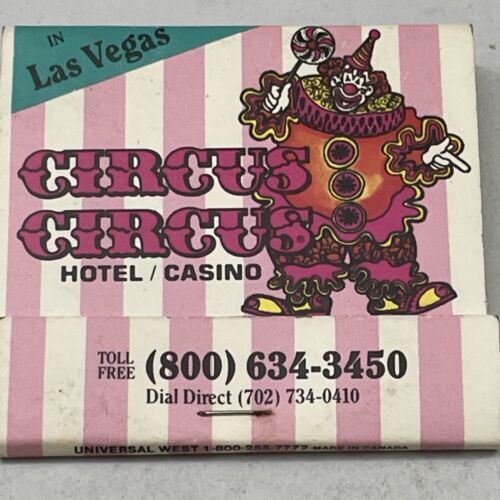 IN
Las Vegas
CIRCUS
CIRCUS
HOTEL / CASINO
TOLL FREE (800) 634-3450
Dial Direct (702) 734-0410
UNIVERSAL WEST 1-800-255-7772 MADE IN CANADA